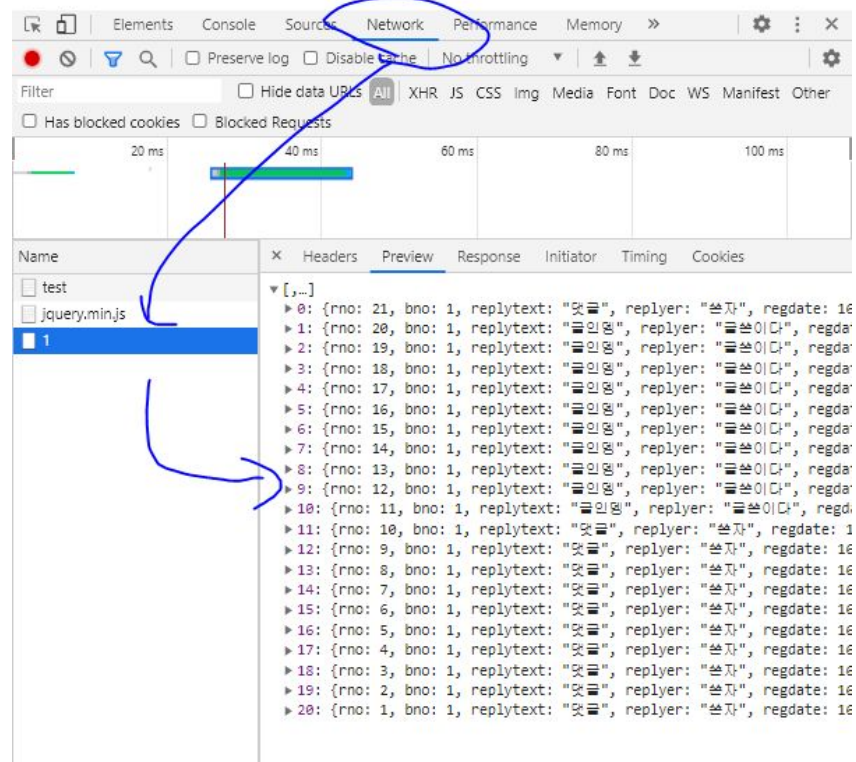 Elements Console Sources Network Performance Memory »
Preserve log Disable cache No throttling
Filter Hide data URLs All XHR JS CSS Img Media Font Doc WS Manifest Other
Has blocked cookies Blocked Requests
20 ms 40 ms 60 ms 80 ms 100 ms
Name × Headers Preview Response Initiator Timing Cookies
test
jquery.min.js
1
▼[,…]
▶0: {rno: 21, bno: 1, replytext: "댓글", replyer: "쓴자", regdate: 16
▶1: {rno: 20, bno: 1, replytext: "글인뎀", replyer: "글쓴이다", regdat
▶2: {rno: 19, bno: 1, replytext: "글인뎀", replyer: "글쓴이다", regdat
▶3: {rno: 18, bno: 1, replytext: "글인뎀", replyer: "글쓴이다", regdat
▶4: {rno: 17, bno: 1, replytext: "글인뎀", replyer: "글쓴이다", regdat
▶5: {rno: 16, bno: 1, replytext: "글인뎀", replyer: "글쓴이다", regdat
▶6: {rno: 15, bno: 1, replytext: "글인뎀", replyer: "글쓴이다", regdat
▶7: {rno: 14, bno: 1, replytext: "글인뎀", replyer: "글쓴이다", regdat
▶8: {rno: 13, bno: 1, replytext: "글인뎀", replyer: "글쓴이다", regdat
▶9: {rno: 12, bno: 1, replytext: "글인뎀", replyer: "글쓴이다", regdat
▶10: {rno: 11, bno: 1, replytext: "글인뎀", replyer: "글쓴이다", regda
▶11: {rno: 10, bno: 1, replytext: "댓글", replyer: "쓴자", regdate: 1
▶12: {rno: 9, bno: 1, replytext: "댓글", replyer: "쓴자", regdate: 16
▶13: {rno: 8, bno: 1, replytext: "댓글", replyer: "쓴자", regdate: 16
▶14: {rno: 7, bno: 1, replytext: "댓글", replyer: "쓴자", regdate: 16
▶15: {rno: 6, bno: 1, replytext: "댓글", replyer: "쓴자", regdate: 16
▶16: {rno: 5, bno: 1, replytext: "댓글", replyer: "쓴자", regdate: 16
▶17: {rno: 4, bno: 1, replytext: "댓글", replyer: "쓴자", regdate: 16
▶18: {rno: 3, bno: 1, replytext: "댓글", replyer: "쓴자", regdate: 16
▶19: {rno: 2, bno: 1, replytext: "댓글", replyer: "쓴자", regdate: 16
▶20: {rno: 1, bno: 1, replytext: "댓글", replyer: "쓴자", regdate: 16